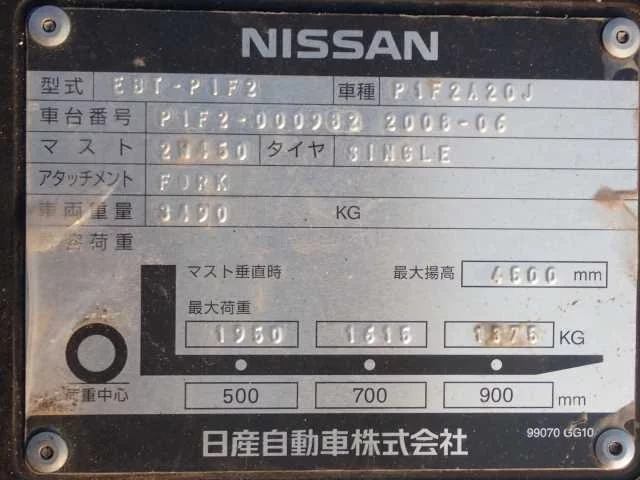 NISSAN
型式 EBT-P1F2 車種 P1F2A20J
車台番号 P1F2-000982 2008-06
マスト 2W450 タイヤ SINGLE
アタッチメント FORK
車両重量 3490 KG
容荷重
マスト垂直時 最大揚高 4500 mm
最大荷重
1950 1615 1375 KG
荷重中心 500 700 900 mm
日産自動車株式会社 99070 GG10